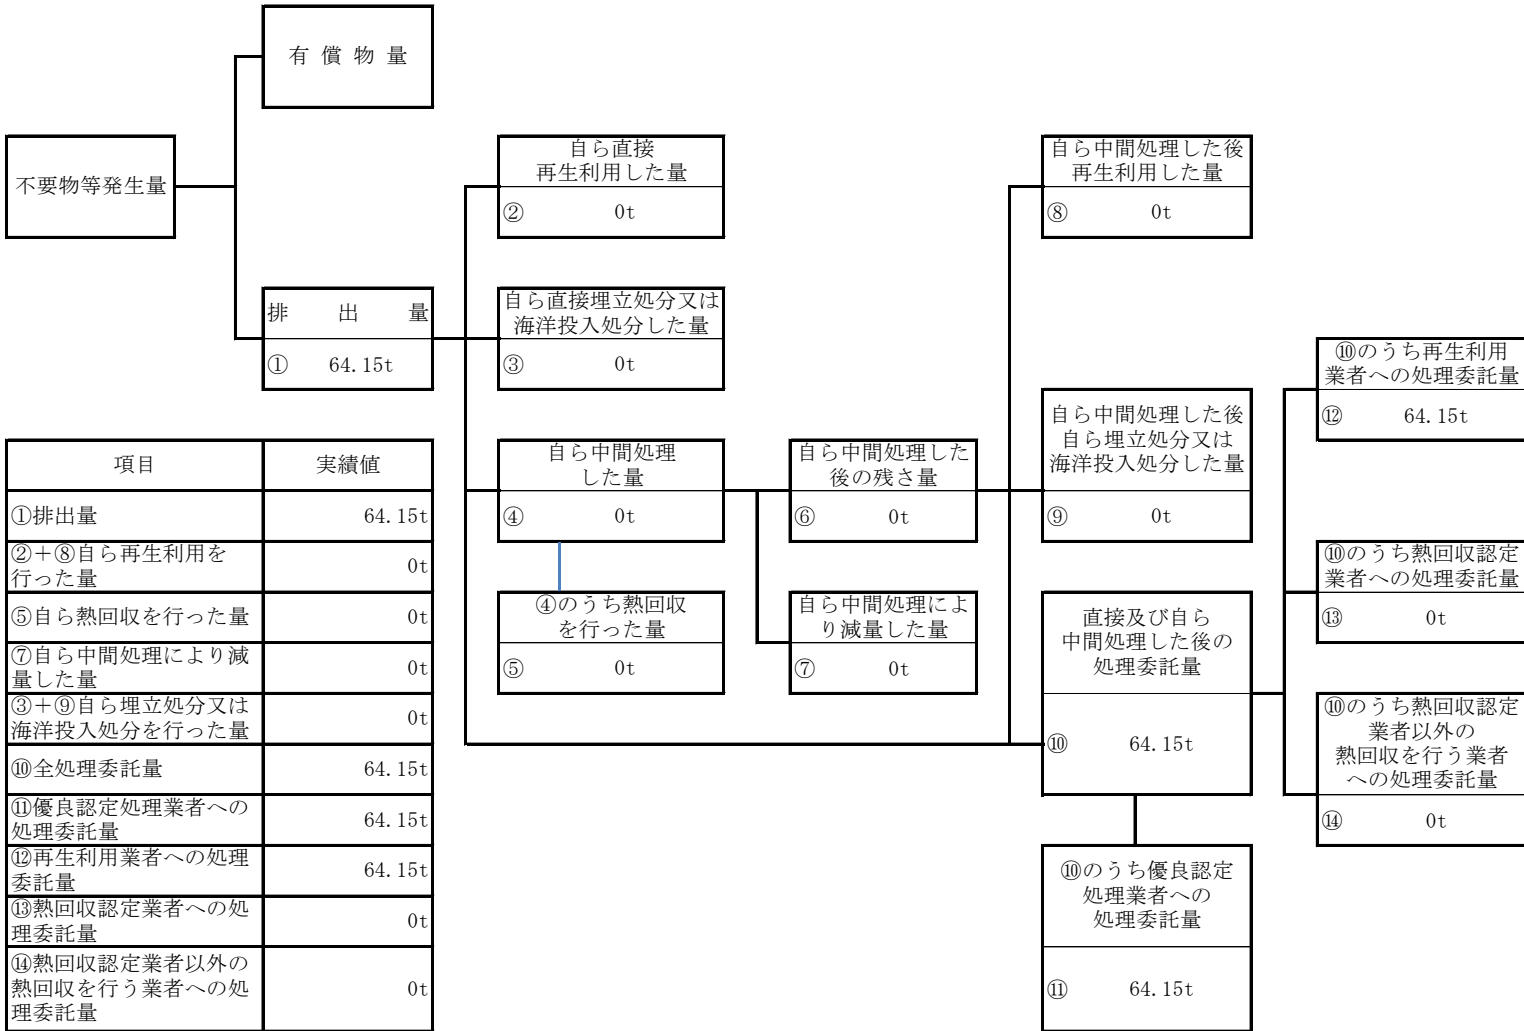 有償物量
不要物等発生量
排出量
① 64.15t
自ら直接
再生利用した量
② 0t
自ら直接埋立処分又は
海洋投入処分した量
③ 0t
自ら中間処理
した量
④ 0t
④のうち熱回収
を行った量
⑤ 0t
自ら中間処理した
後の残さ量
⑥ 0t
自ら中間処理によ
り減量した量
⑦ 0t
自ら中間処理した後
再生利用した量
⑧ 0t
自ら中間処理した後
自ら埋立処分又は
海洋投入処分した量
⑨ 0t
直接及び自ら
中間処理した後の
処理委託量
⑩ 64.15t
⑩のうち優良認定
処理業者への
処理委託量
⑪ 64.15t
⑩のうち再生利用
業者への処理委託量
⑫ 64.15t
⑩のうち熱回収認定
業者への処理委託量
⑬ 0t
⑩のうち熱回収認定
業者以外の
熱回収を行う業者
への処理委託量
⑭ 0t
項目 実績値
①排出量 64.15t
②＋⑧自ら再生利用を
行った量 0t
⑤自ら熱回収を行った量 0t
⑦自ら中間処理により減
量した量 0t
③＋⑨自ら埋立処分又は
海洋投入処分を行った量 0t
⑩全処理委託量 64.15t
⑪優良認定処理業者への
処理委託量 64.15t
⑫再生利用業者への処理
委託量 64.15t
⑬熱回収認定業者への処
理委託量 0t
⑭熱回収認定業者以外の
熱回収を行う業者への処
理委託量 0t